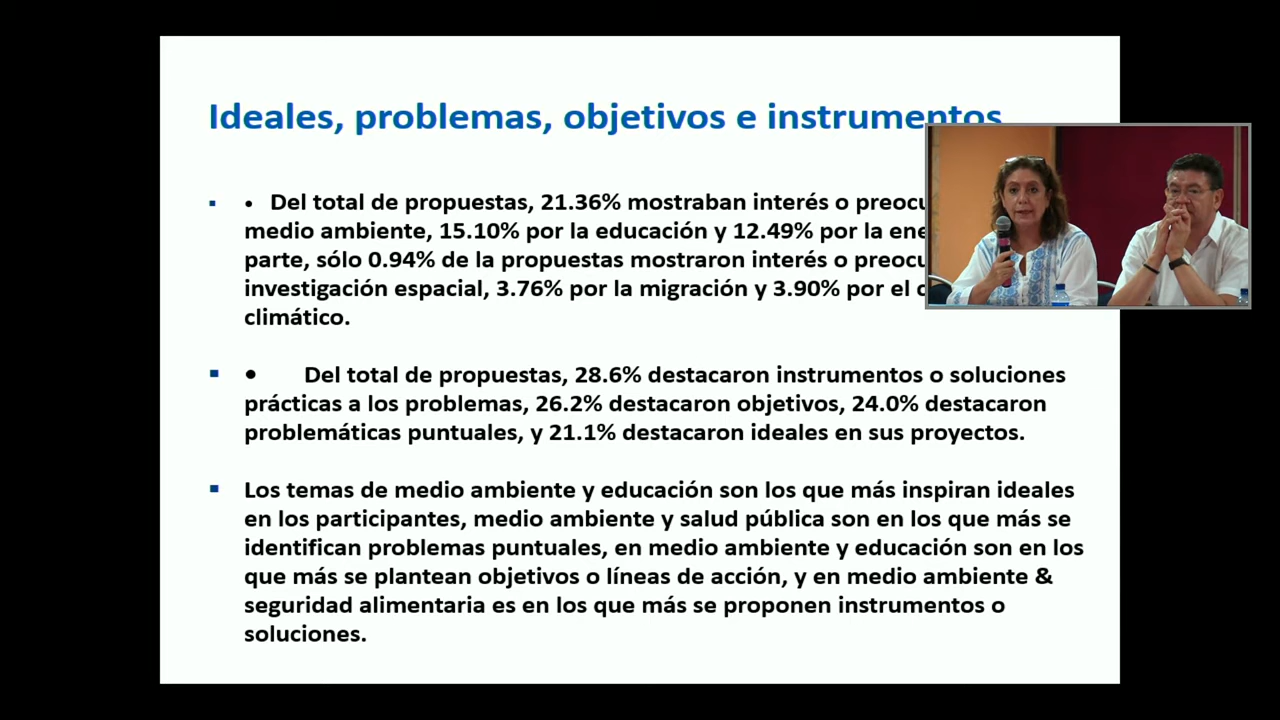 Ideales, problemas, objetivos e instrumentos
• Del total de propuestas, 21.36% mostraban interés o
medio ambiente, 15.10% por la educación y 12.49% por la
parte, sólo 0.94% de la propuestas mostraron interés o
investigación espacial, 3.76% por la migración y 3.90% por el
climático.
• Del total de propuestas, 28.6% destacaron instrumentos o soluciones
prácticas a los problemas, 26.2% destacaron objetivos, 24.0% destacaron
problemáticas puntuales, y 21.1% destacaron ideales en sus proyectos.
Los temas de medio ambiente y educación son los que más inspiran ideales
en los participantes, medio ambiente y salud pública son en los que más se
identifican problemas puntuales, en medio ambiente y educación son en los
que más se plantean objetivos o líneas de acción, y en medio ambiente &
seguridad alimentaria es en los que más se proponen instrumentos o
soluciones.